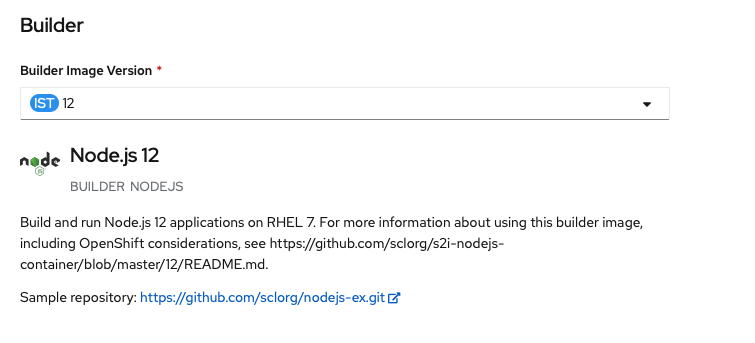 Builder
Builder Image Version *
IST 12
node
JS
Node.js 12
BUILDER NODEJS
Build and run Node.js 12 applications on RHEL 7. For more information about using this builder image,
including OpenShift considerations, see https://github.com/sclorg/s2i-nodejs-
container/blob/master/12/README.md.
Sample repository: https://github.com/sclorg/nodejs-ex.git